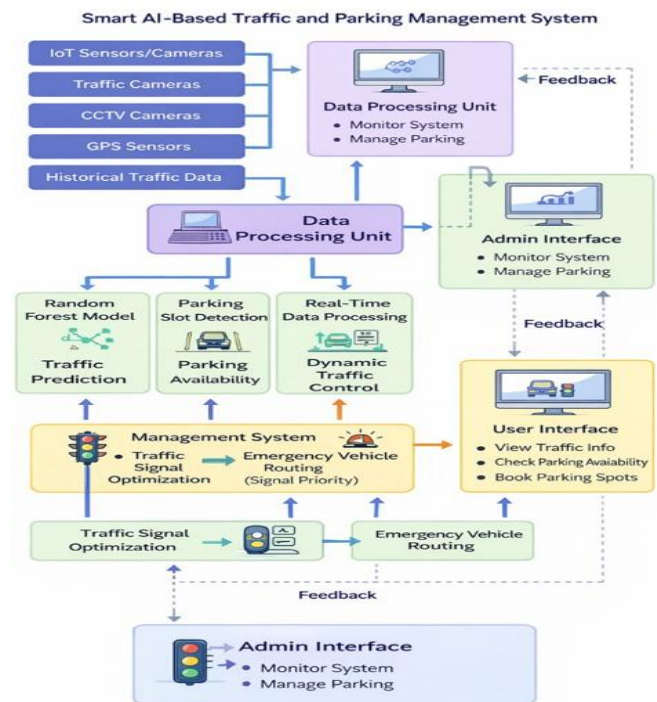 Smart AI-Based Traffic and Parking Management System
IoT Sensors/Cameras
Traffic Cameras
CCTV Cameras
GPS Sensors
Historical Traffic Data
Data Processing Unit
• Monitor System
• Manage Parking
Feedback
Data
Processing Unit
Admin Interface
• Monitor System
• Manage Parking
Random
Forest Model
Traffic
Prediction
Parking
Slot Detection
Parking
Availability
Real-Time
Data Processing
Dynamic
Traffic
Control
Feedback
User Interface
• View Traffic Info
• Check Parking Avaiability
• Book Parking Spots
Management System
• Traffic
Signal
Optimization
Emergency Vehicle
Routing
(Signal Priority)
Traffic Signal
Optimization
Emergency Vehicle
Routing
Feedback
Admin Interface
• Monitor System
• Manage Parking